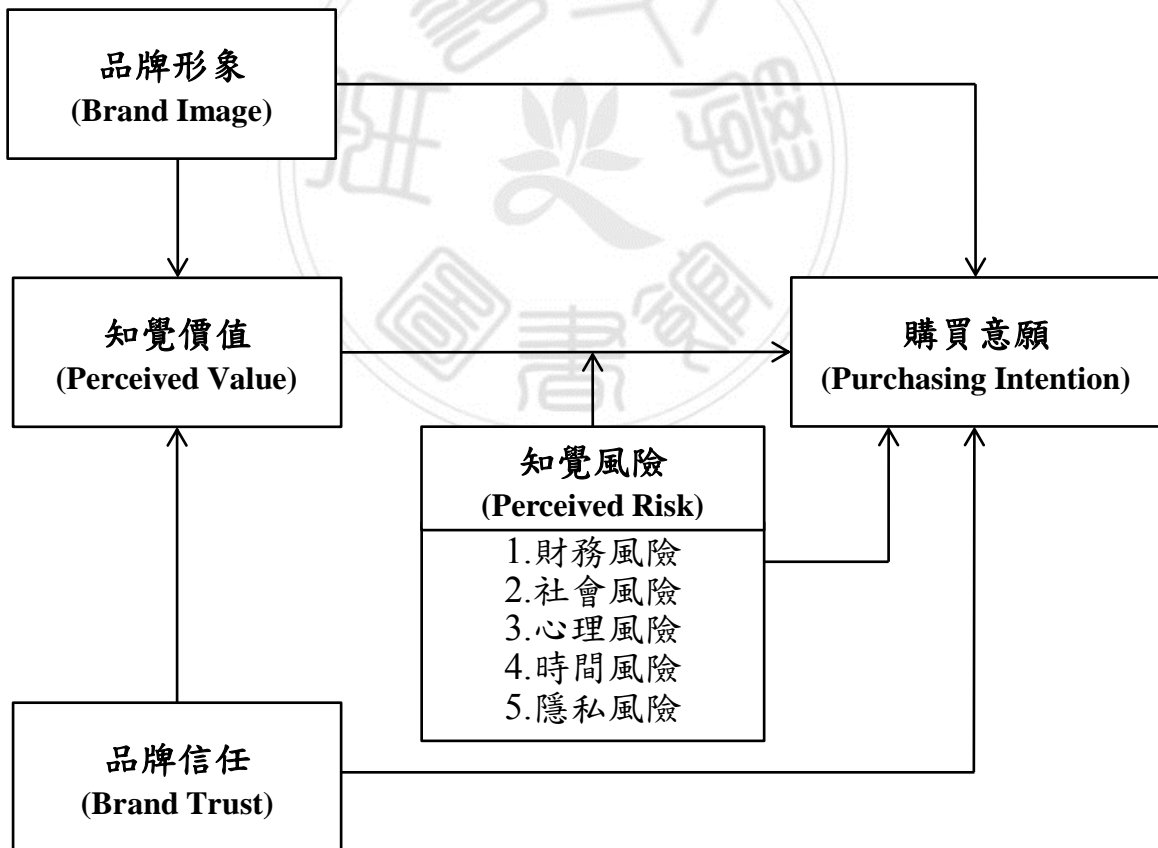 品牌形象
(Brand Image)
知覺價值
(Perceived Value)
購買意願
(Purchasing Intention)
知覺風險
(Perceived Risk)
1.財務風險
2.社會風險
3.心理風險
4.時間風險
5.隱私風險
品牌信任
(Brand Trust)